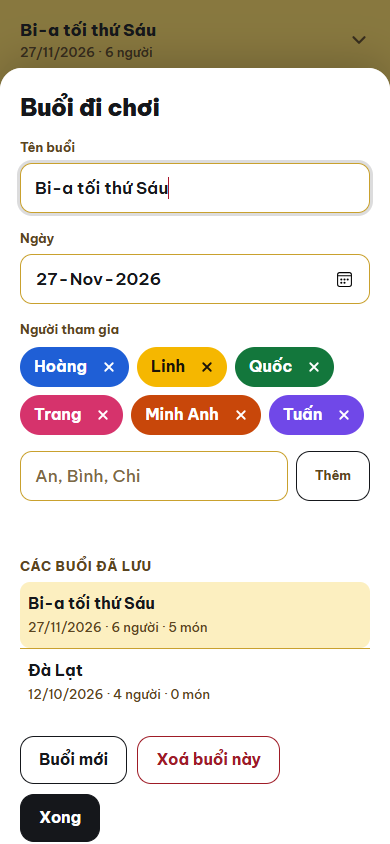 Bi-a tối thứ Sáu
27/11/2026 · 6 người
Buổi đi chơi
Tên buổi
Bi-a tối thứ Sáu
Ngày
27-Nov-2026
Người tham gia
Hoàng ×
Linh ×
Quốc ×
Trang ×
Minh Anh ×
Tuấn ×
An, Bình, Chi
Thêm
CÁC BUỔI ĐÃ LƯU
Bi-a tối thứ Sáu
27/11/2026 · 6 người · 5 món
Đà Lạt
12/10/2026 · 4 người · 0 món
Buổi mới
Xoá buổi này
Xong